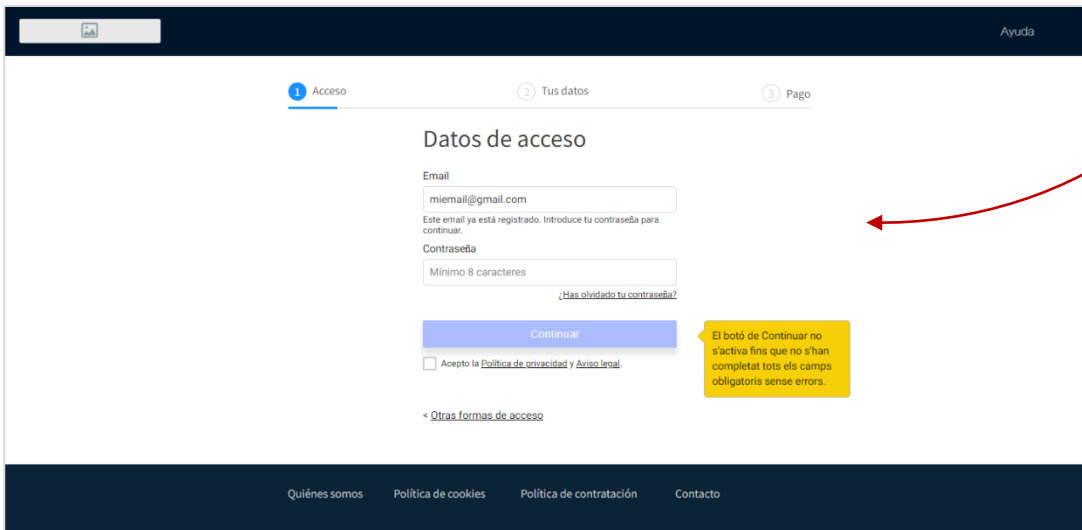 Ayuda
1 Acceso
2 Tus datos
3 Pago
Datos de acceso
Email
miemail@gmail.com
Este email ya está registrado. Introduce tu contraseña para
continuar.
Contraseña
Mínimo 8 caracteres
¿Has olvidado tu contraseña?
Continuar
El botó de Continuar no
s'activa fins que no s'han
completat tots els camps
obligatoris sense errors.
Acepto la Política de privacidad y Aviso legal.
< Otras formas de acceso
Quiénes somos
Política de cookies
Política de contratación
Contacto